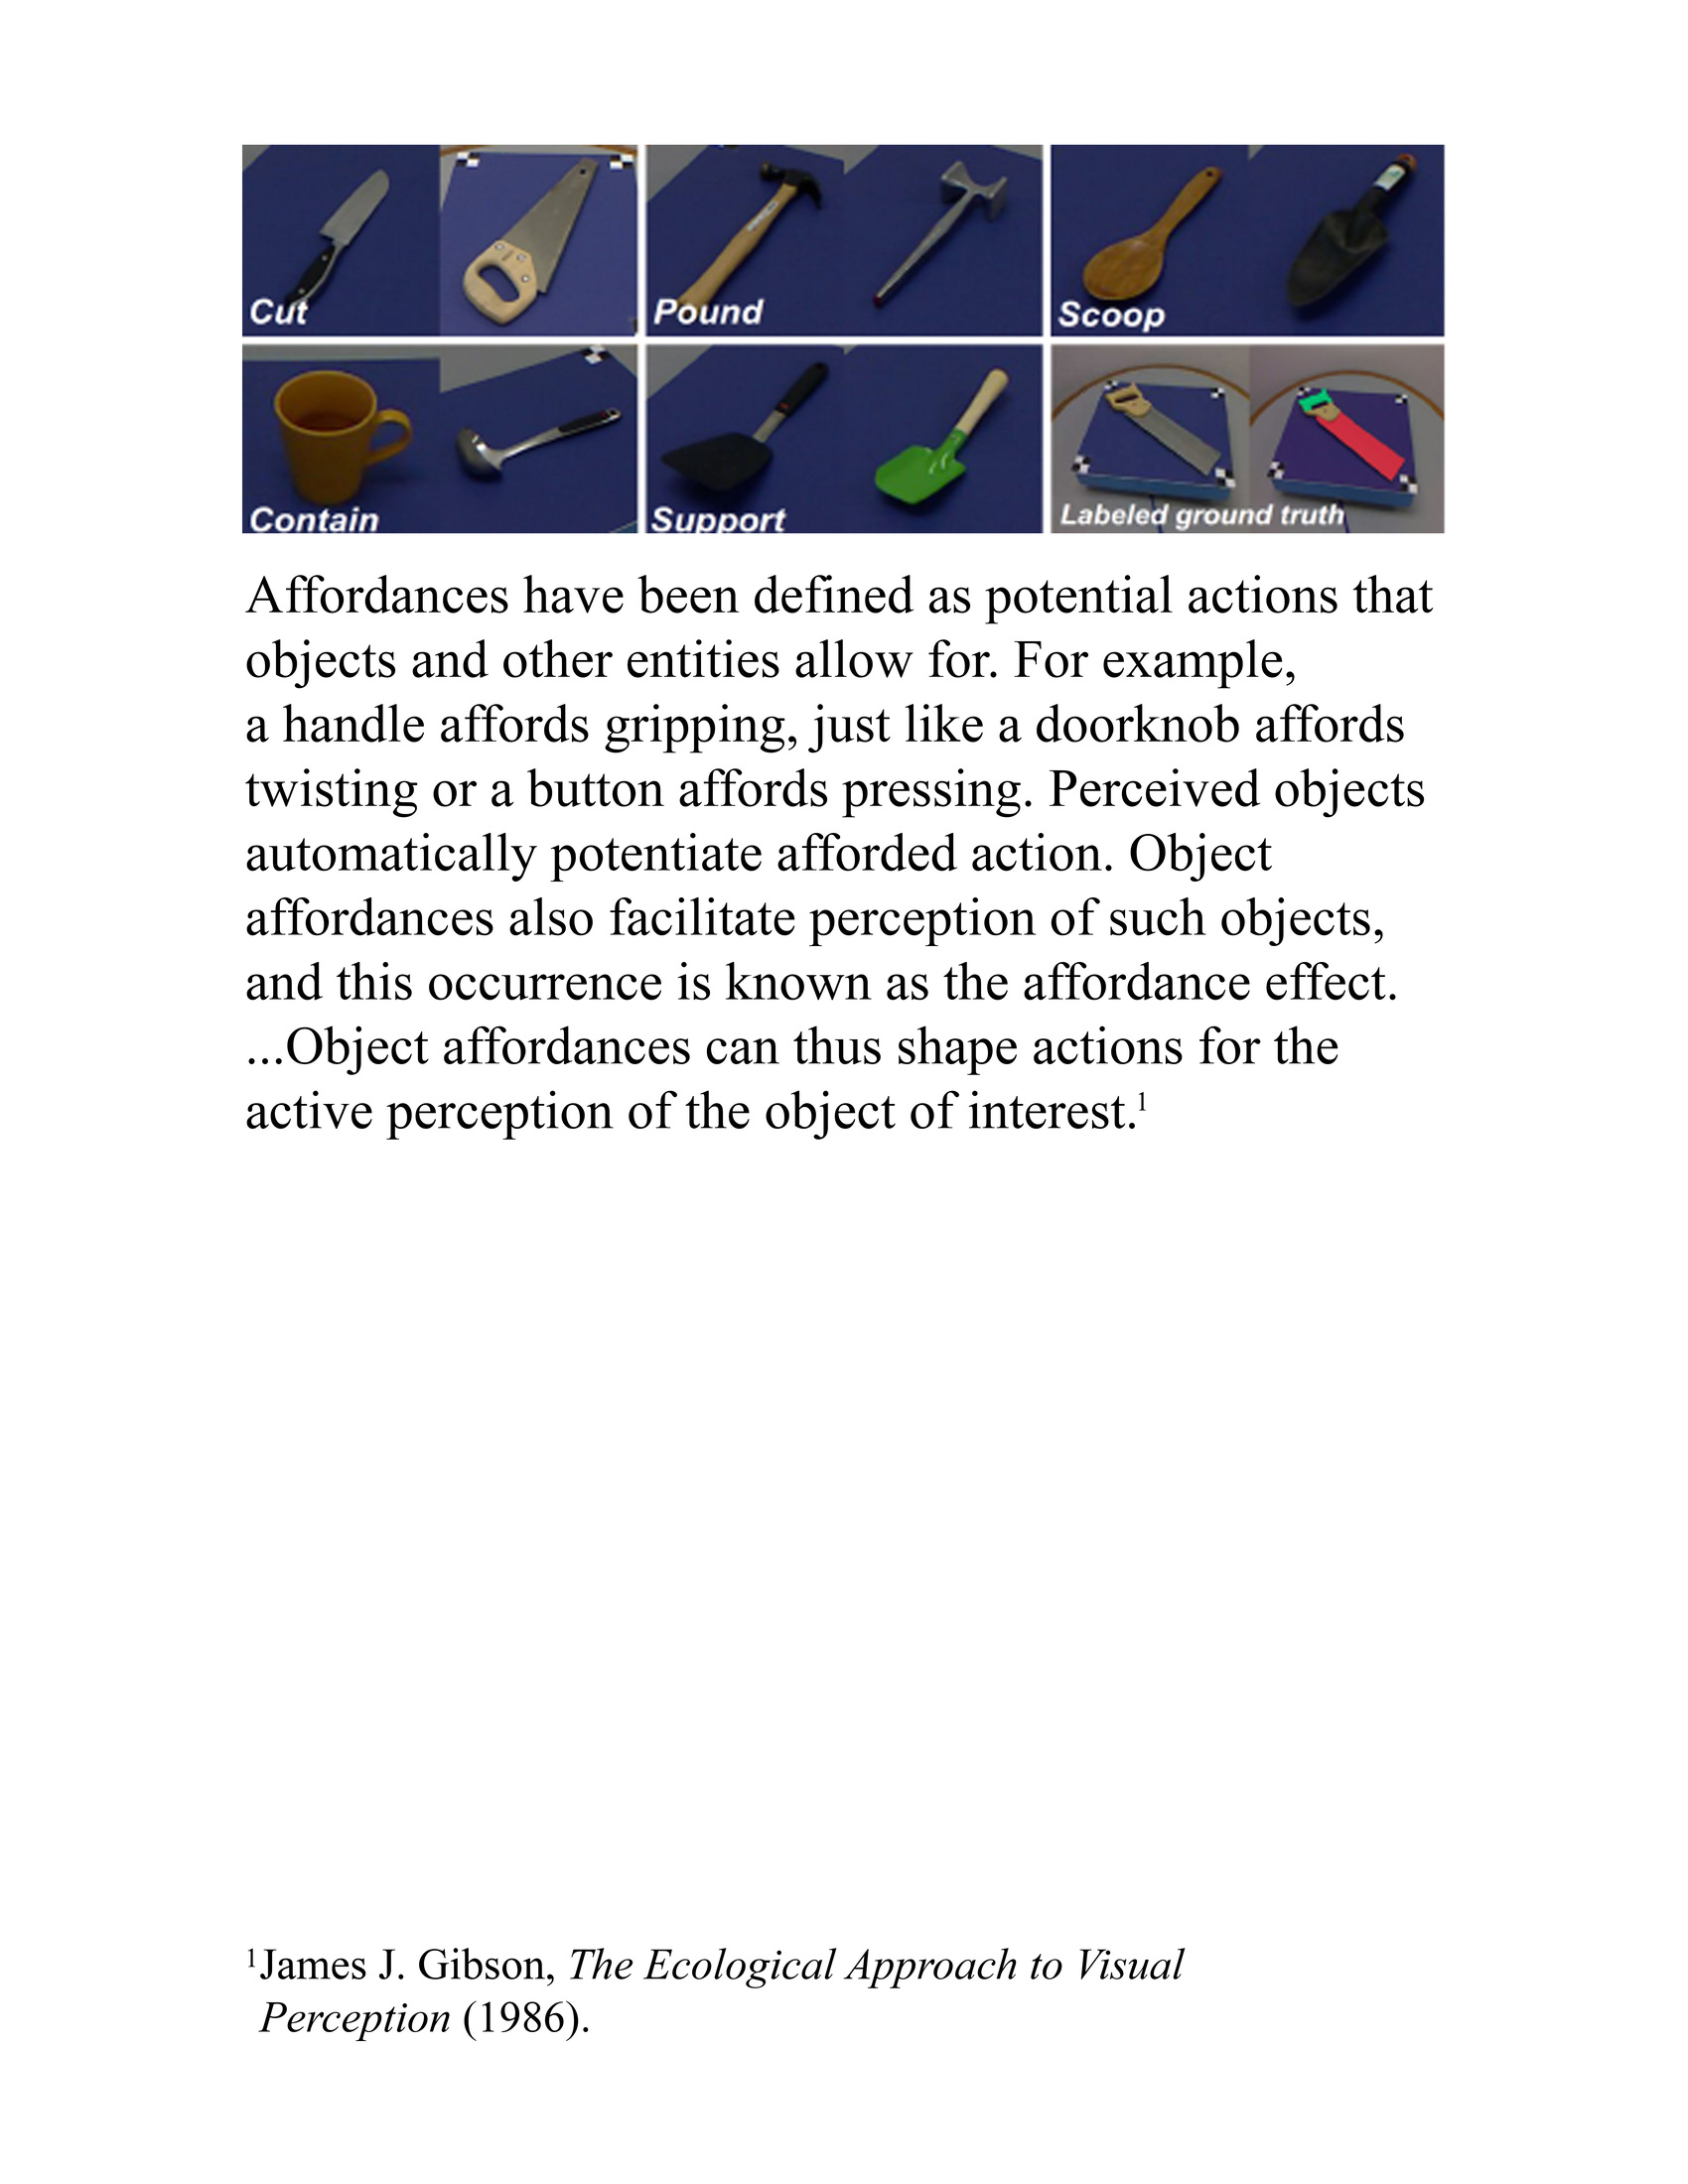 Cut
Pound
Scoop
Contain
Support
Labeled ground truth
Affordances have been defined as potential actions that
objects and other entities allow for. For example,
a handle affords gripping, just like a doorknob affords
twisting or a button affords pressing. Perceived objects
automatically potentiate afforded action. Object
affordances also facilitate perception of such objects,
and this occurrence is known as the affordance effect.
...Object affordances can thus shape actions for the
active perception of the object of interest.¹
¹James J. Gibson, The Ecological Approach to Visual
Perception (1986).